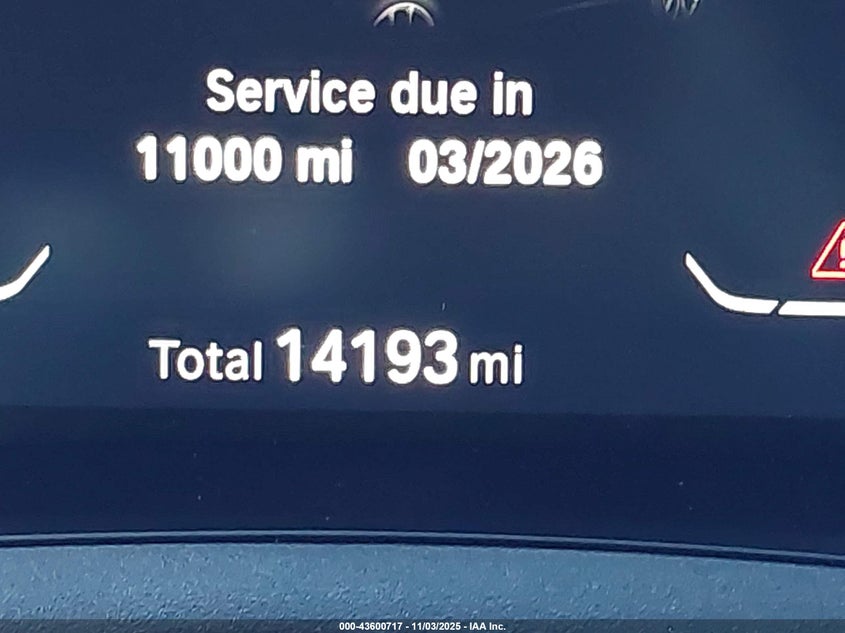 Service due in
11000 mi 03/2026
Total 14193 mi
000-43600717 - 11/03/2025 - IAA Inc.